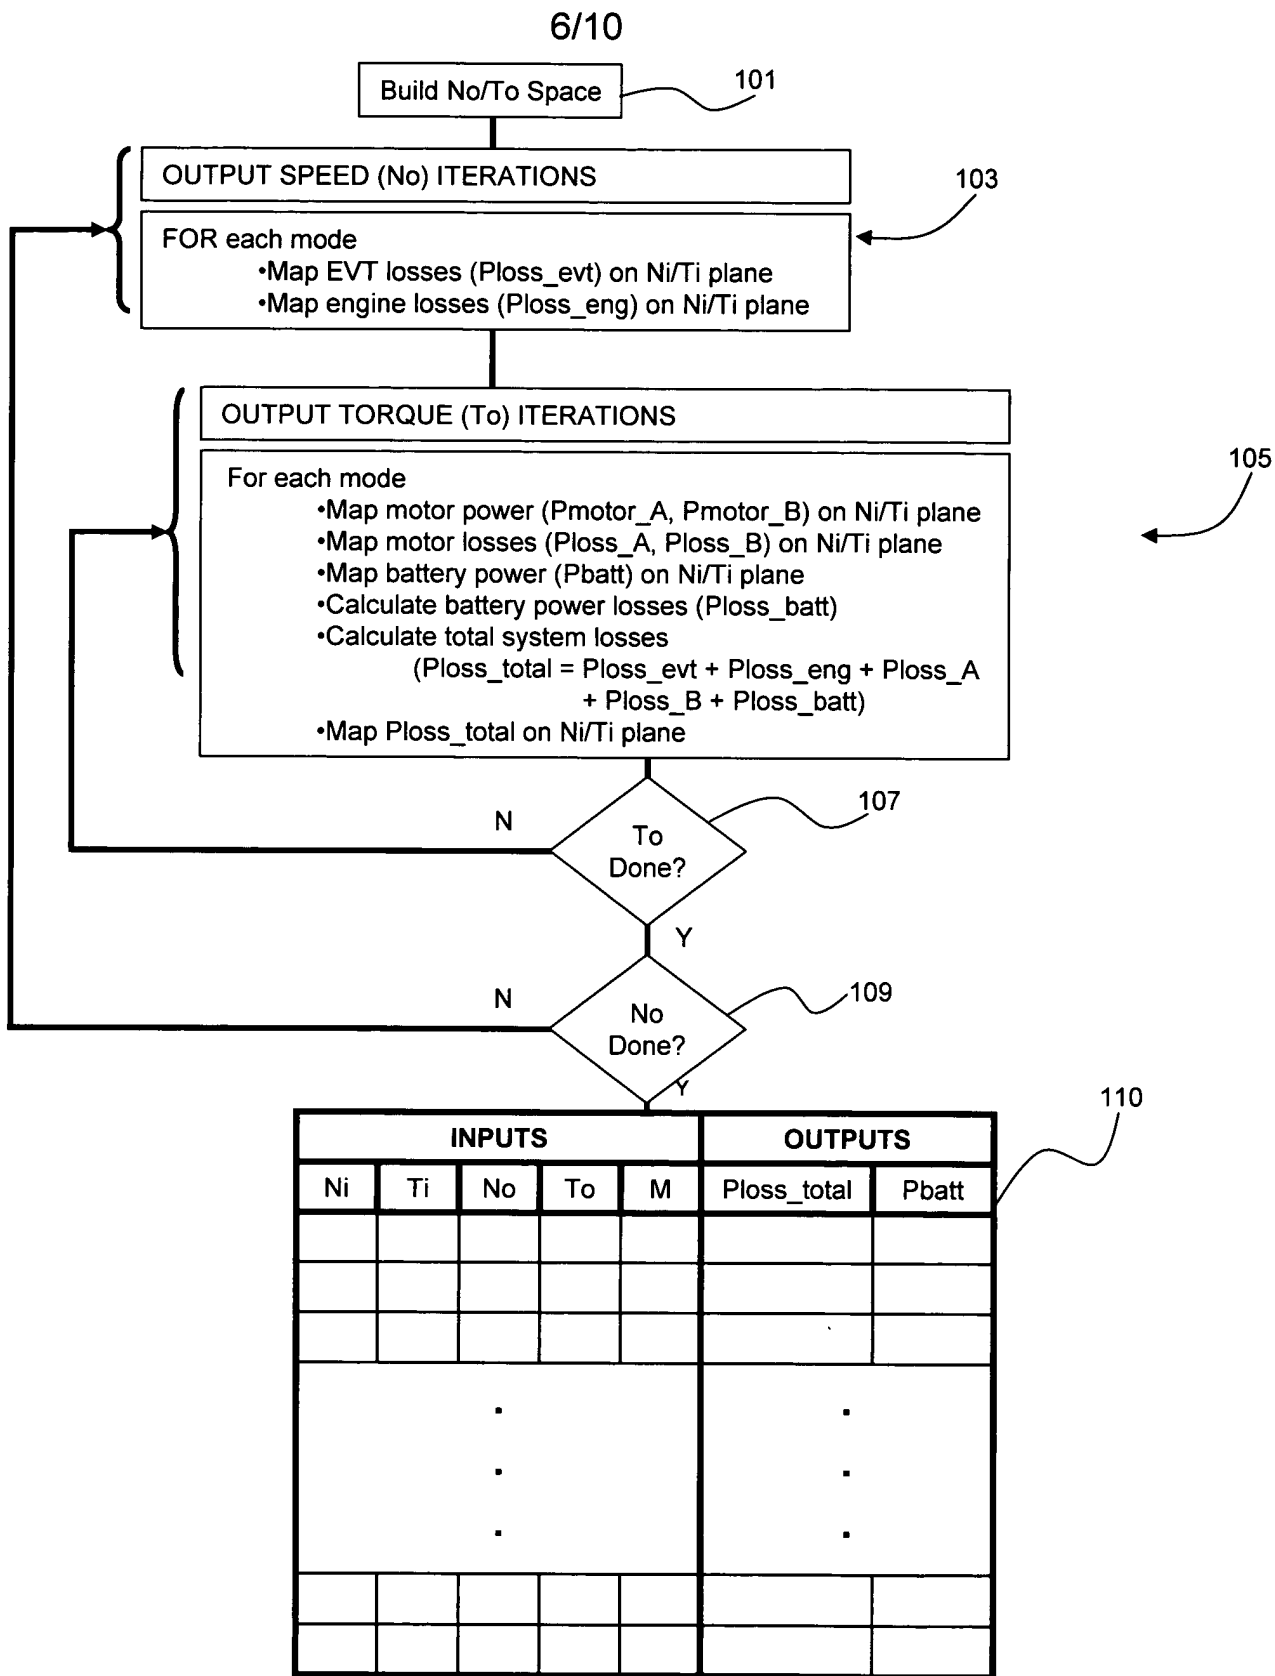 6/10
Build No/To Space
101
OUTPUT SPEED (No) ITERATIONS
103
FOR each mode
•Map EVT losses (Ploss_evt) on Ni/Ti plane
•Map engine losses (Ploss_eng) on Ni/Ti plane
OUTPUT TORQUE (To) ITERATIONS
105
For each mode
•Map motor power (Pmotor_A, Pmotor_B) on Ni/Ti plane
•Map motor losses (Ploss_A, Ploss_B) on Ni/Ti plane
•Map battery power (Pbatt) on Ni/Ti plane
•Calculate battery power losses (Ploss_batt)
•Calculate total system losses
(Ploss_total = Ploss_evt + Ploss_eng + Ploss_A
+ Ploss_B + Ploss_batt)
•Map Ploss_total on Ni/Ti plane
107
N
To
Done?
Y
109
N
No
Done?
Y
110
INPUTS OUTPUTS
Ni Ti No To M Ploss_total Pbatt